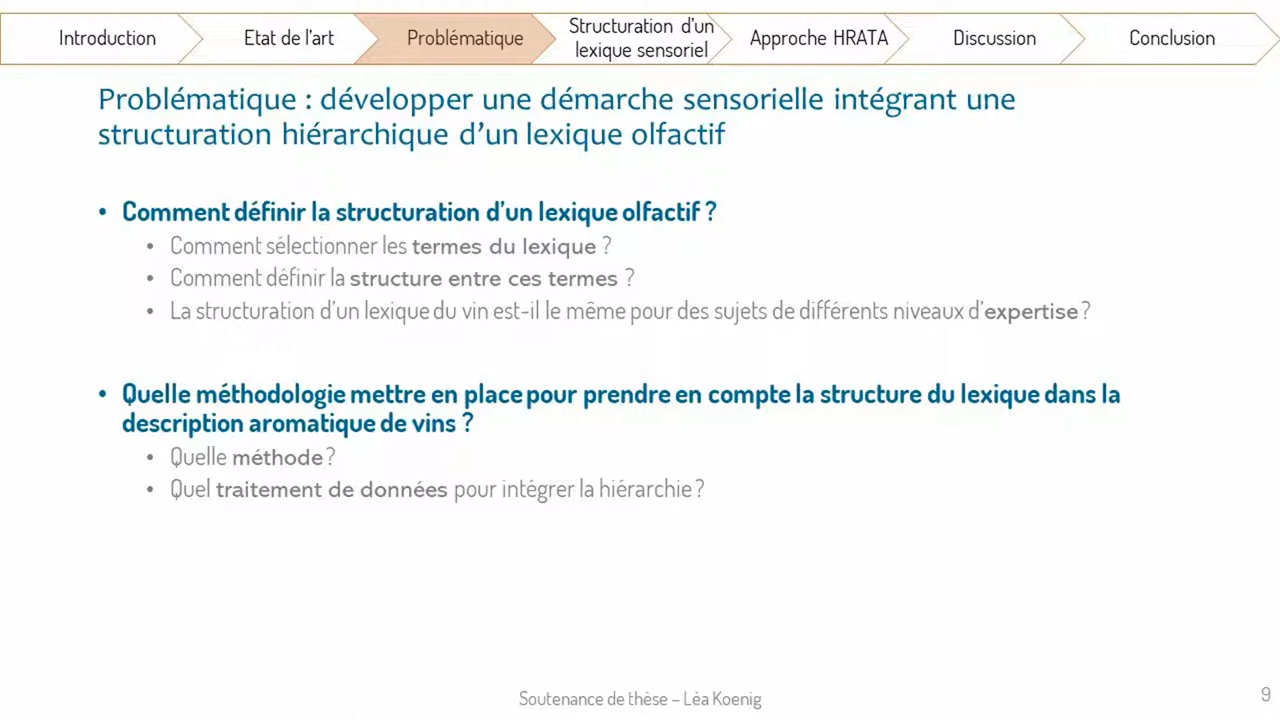 Introduction
Etat de l'art
Problématique
Structuration d'un
lexique sensoriel
Approche HRATA
Discussion
Conclusion
Problématique : développer une démarche sensorielle intégrant une
structuration hiérarchique d'un lexique olfactif
• Comment définir la structuration d'un lexique olfactif ?
• Comment sélectionner les termes du lexique ?
• Comment définir la structure entre ces termes ?
• La structuration d'un lexique du vin est-il le même pour des sujets de différents niveaux d'expertise ?
• Quelle méthodologie mettre en place pour prendre en compte la structure du lexique dans la
description aromatique de vins ?
• Quelle méthode ?
• Quel traitement de données pour intégrer la hiérarchie ?
Soutenance de thèse – Léa Koenig
9